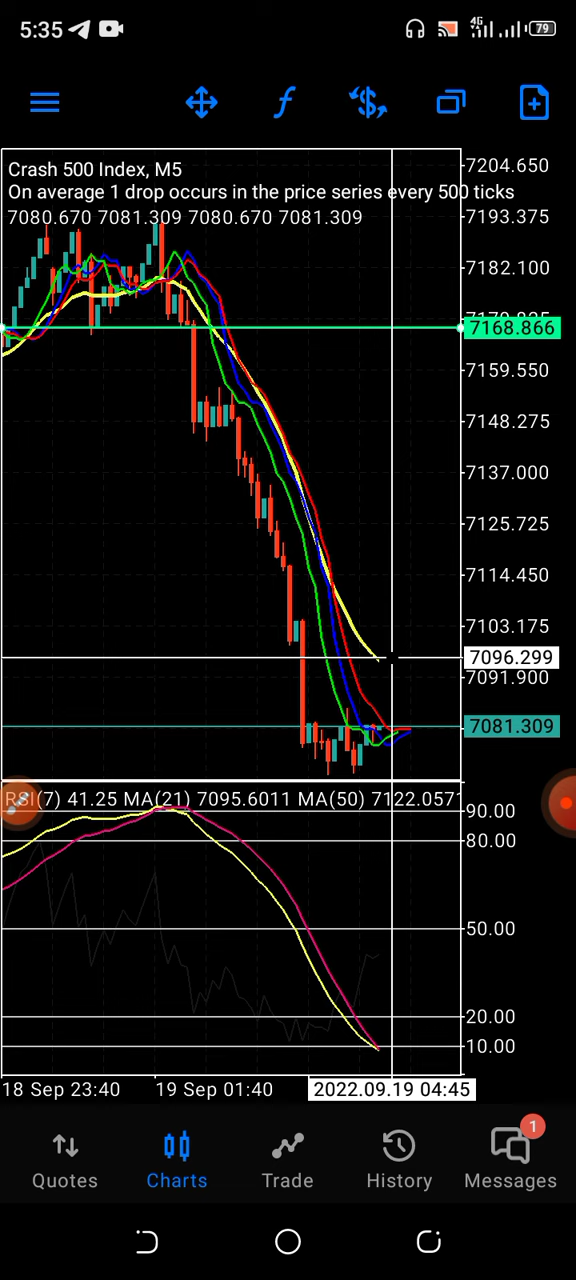 5:35
4G
79
Crash 500 Index, M5
On average 1 drop occurs in the price series every 500 ticks
7080.670 7081.309 7080.670 7081.309
7204.650
7193.375
7182.100
7168.866
7159.550
7148.275
7137.000
7125.725
7114.450
7103.175
7096.299
7091.900
7081.309
RSI(7) 41.25 MA(21) 7095.6011 MA(50) 7122.0571
90.00
80.00
50.00
20.00
10.00
18 Sep 23:40
19 Sep 01:40
2022.09.19 04:45
1
Quotes
Charts
Trade
History
Messages